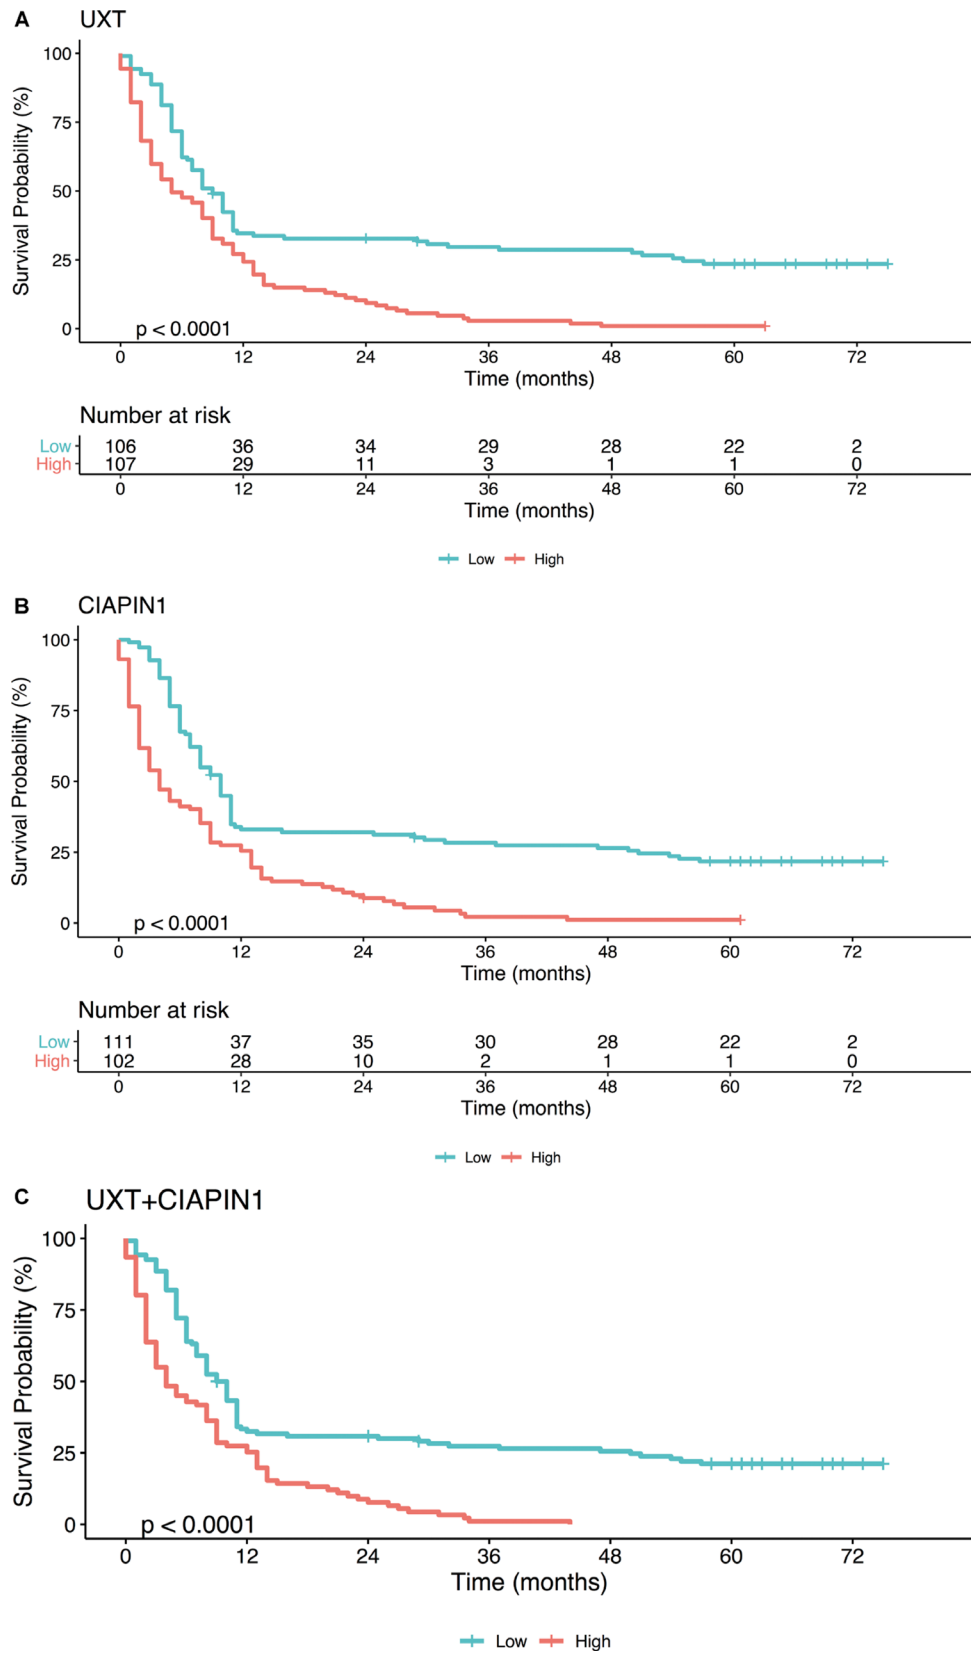 A UXT
Survival Probability (%)
100
75
50
25
0
p < 0.0001
0 12 24 36 48 60 72
Time (months)
Number at risk
Low 106 36 34 29 28 22 2
High 107 29 11 3 1 1 0
0 12 24 36 48 60 72
Time (months)
Low High
B CIAPIN1
Survival Probability (%)
100
75
50
25
0
p < 0.0001
0 12 24 36 48 60 72
Time (months)
Number at risk
Low 111 37 35 30 28 22 2
High 102 28 10 2 1 1 0
0 12 24 36 48 60 72
Time (months)
Low High
C UXT+CIAPIN1
Survival Probability (%)
100
75
50
25
0
p < 0.0001
0 12 24 36 48 60 72
Time (months)
Low High